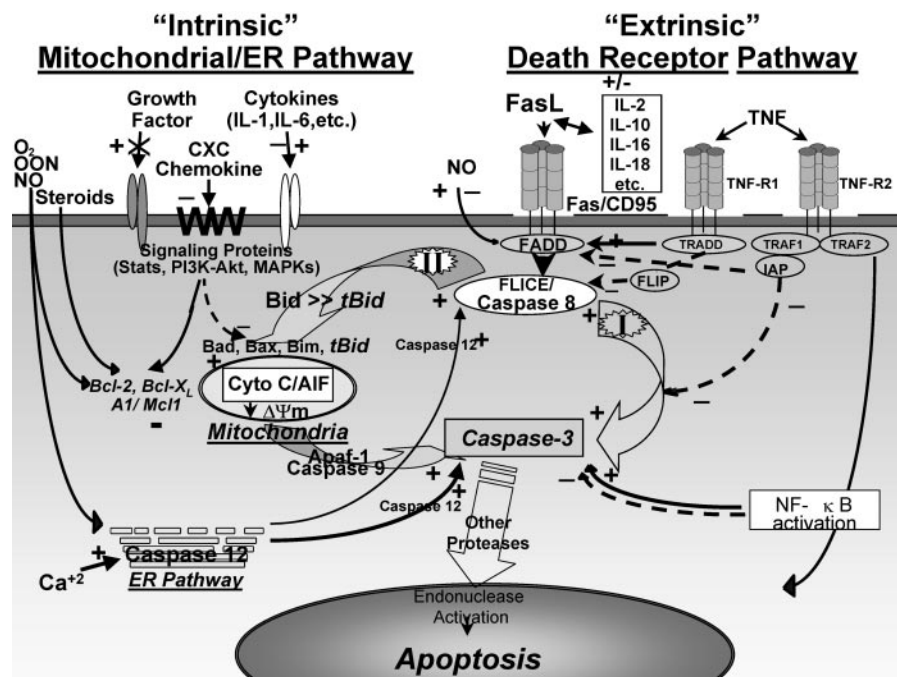 “Intrinsic”
Mitochondrial/ER Pathway
“Extrinsic”
Death Receptor Pathway
Growth
Factor
Cytokines
(IL-1,IL-6,etc.)
CXC
Chemokine
O₂
OON
NO
Steroids
+
–
–+
Signaling Proteins
(Stats, PI3K-Akt, MAPKs)
FasL
+/-
IL-2
IL-10
IL-16
IL-18
etc.
TNF
TNF-R1
TNF-R2
NO
+ –
Fas/CD95
FADD
+
TRADD
TRAF1
TRAF2
IAP
FLIP
=
–
–
–
II
Bid >> tBid
+
FLICE/
Caspase 8
+
I
–
Bad, Bax, Bim, tBid
+
Caspase 12
+
Bcl-2, Bcl-XL
A1/ Mcl1
-
Cyto C/AIF
ΔΨm
Mitochondria
Apaf-1
Caspase 9
+
Caspase-3
+
+
–
+
Caspase 12
Other
Proteases
NF- κ B
activation
+
Ca+2
Caspase 12
ER Pathway
Endonuclease
Activation
Apoptosis